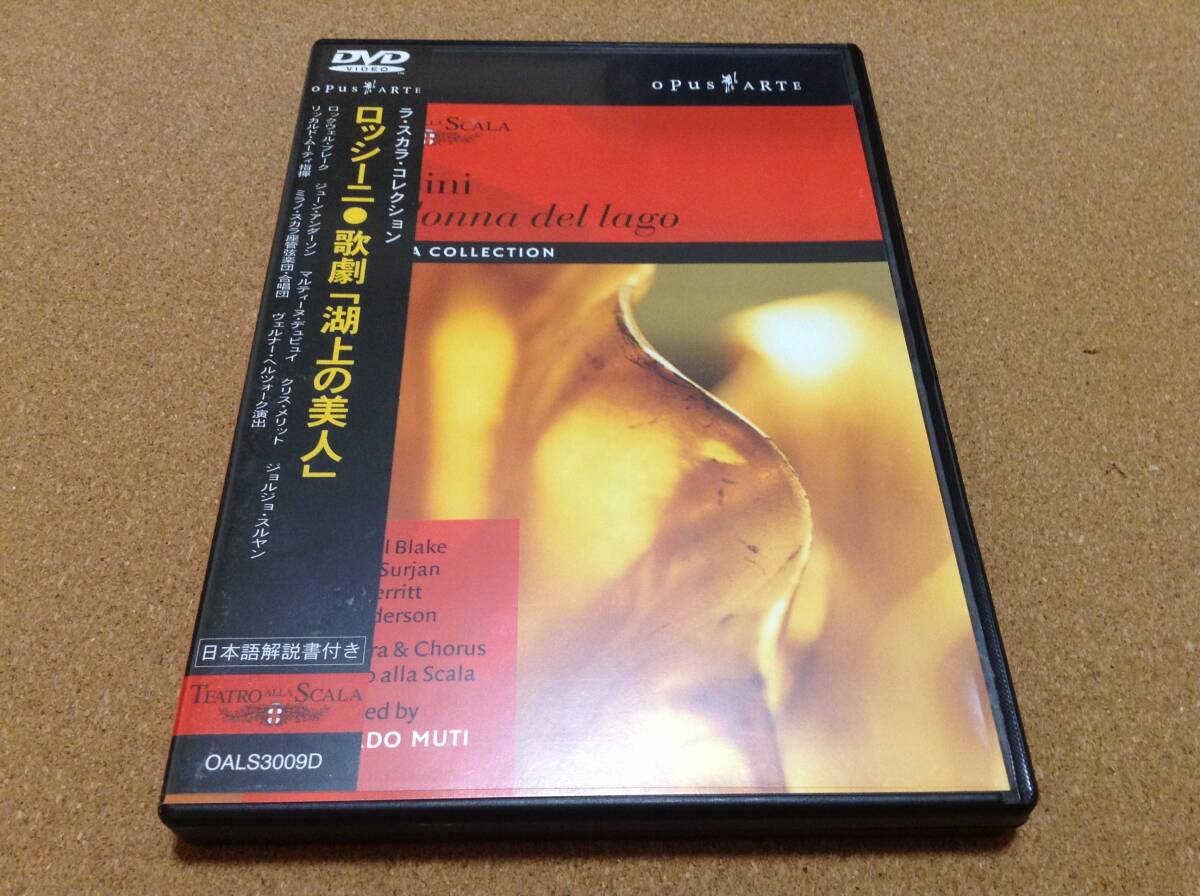 DVD
VIDEO
OPUS ARTE
ラ・スカラ・コレクション
ロッシーニ●歌劇「湖上の美人」
ロックウェル・ブレーク ジューン・アンダーソン マルティーヌ・デュピュイ クリス・メリット ジョルジョ・スルヤン
リッカルド・ムーティ指揮 ミラノ・スカラ座管弦楽団・合唱団 ヴェルナー・ヘルツォーク演出
日本語解説書付き
TEATRO ALLA SCALA
OALS3009D
OPUS ARTE
LA SCALA
ini
donna del lago
A COLLECTION
l Blake
Surjan
erritt
derson
ra & Chorus
o alla Scala
ed by
ADO MUTI